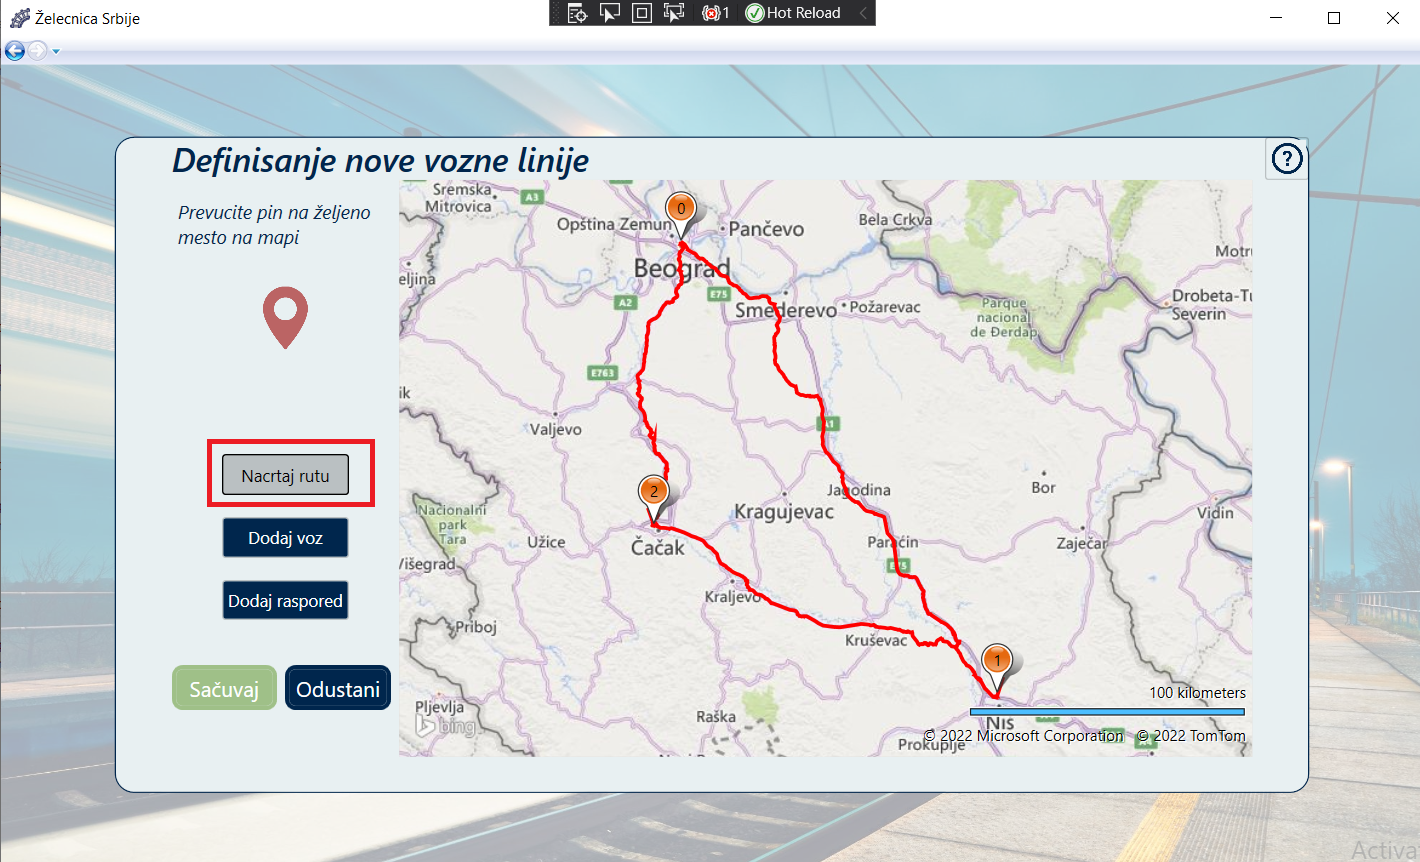 Želecnica Srbije
1
Hot Reload
Definisanje nove vozne linije
?
Prevucite pin na željeno
mesto na mapi
Nacrtaj rutu
Dodaj voz
Dodaj raspored
Sačuvaj
Odustani
Sremska
Mitrovica
A3
0
Opština Zemun
Pančevo
Bela Crkva
Beograd
eljina
A2
E75
Smederevo
Požarevac
Parque
nacional
de Đerdap
Motru
Drobeta-Tu
Severin
E763
ik
Valjevo
A1
2
Jagodina
Bor
Nacionalni
park
Tara
Kragujevac
Vidin
Užice
Čačak
Paraćin
Zaječar
Višegrad
E75
Kraljevo
Priboj
Kruševac
1
100 kilometers
Pljevlja
bing
Raška
Niš
Prokuplje
© 2022 Microsoft Corporation
© 2022 TomTom
Activa